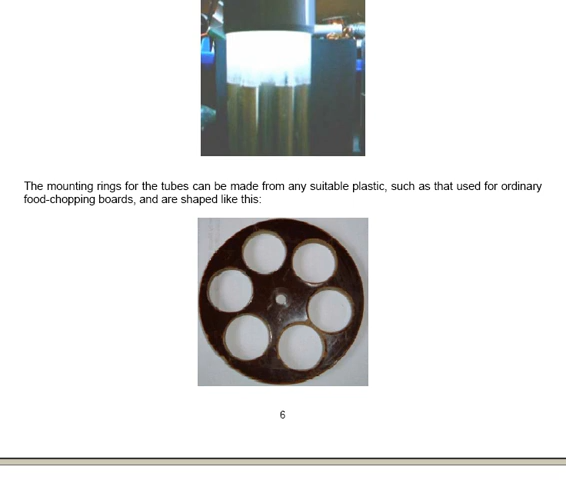 The mounting rings for the tubes can be made from any suitable plastic, such as that used for ordinary
food-chopping boards, and are shaped like this:
6